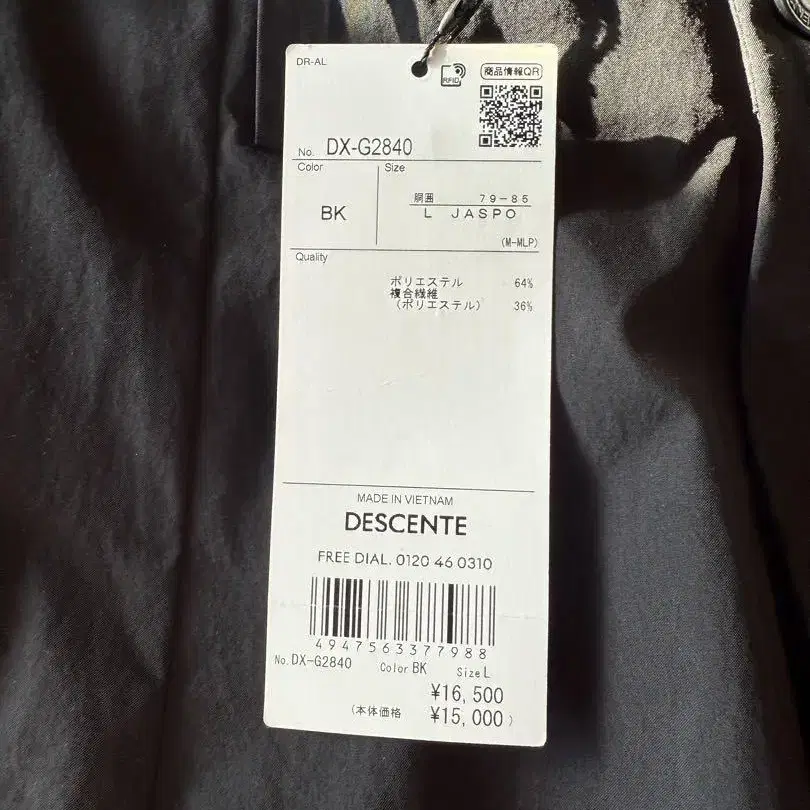 DR-AL
RFID
商品情報QR
No. DX-G2840
Color
Size
BK
胴囲 79-85
L JASPO
(M-MLP)
Quality
ポリエステル 64%
複合繊維
(ポリエステル) 36%
MADE IN VIETNAM
DESCENTE
FREE DIAL. 0120 46 0310
4947563377988
No. DX-G2840 Color BK Size L
¥16,500
(本体価格 ¥15,000)